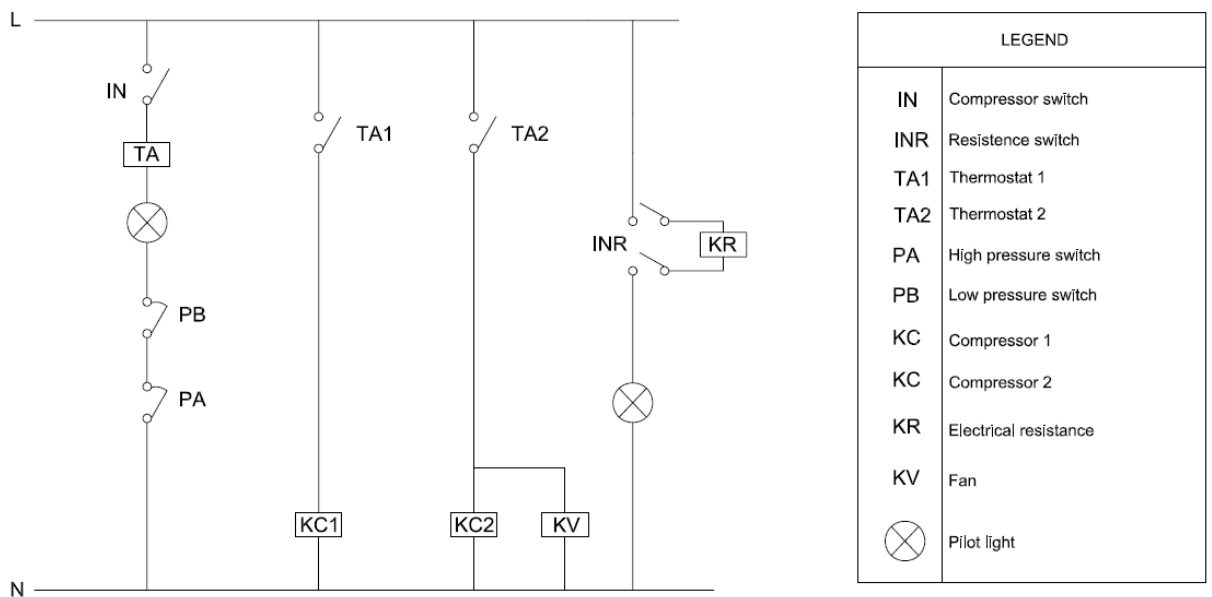 L
IN
TA
PB
PA
TA1
KC1
TA2
KC2
KV
INR
KR
N
LEGEND
IN Compressor switch
INR Resistence switch
TA1 Thermostat 1
TA2 Thermostat 2
PA High pressure switch
PB Low pressure switch
KC Compressor 1
KC Compressor 2
KR Electrical resistance
KV Fan
Pilot light